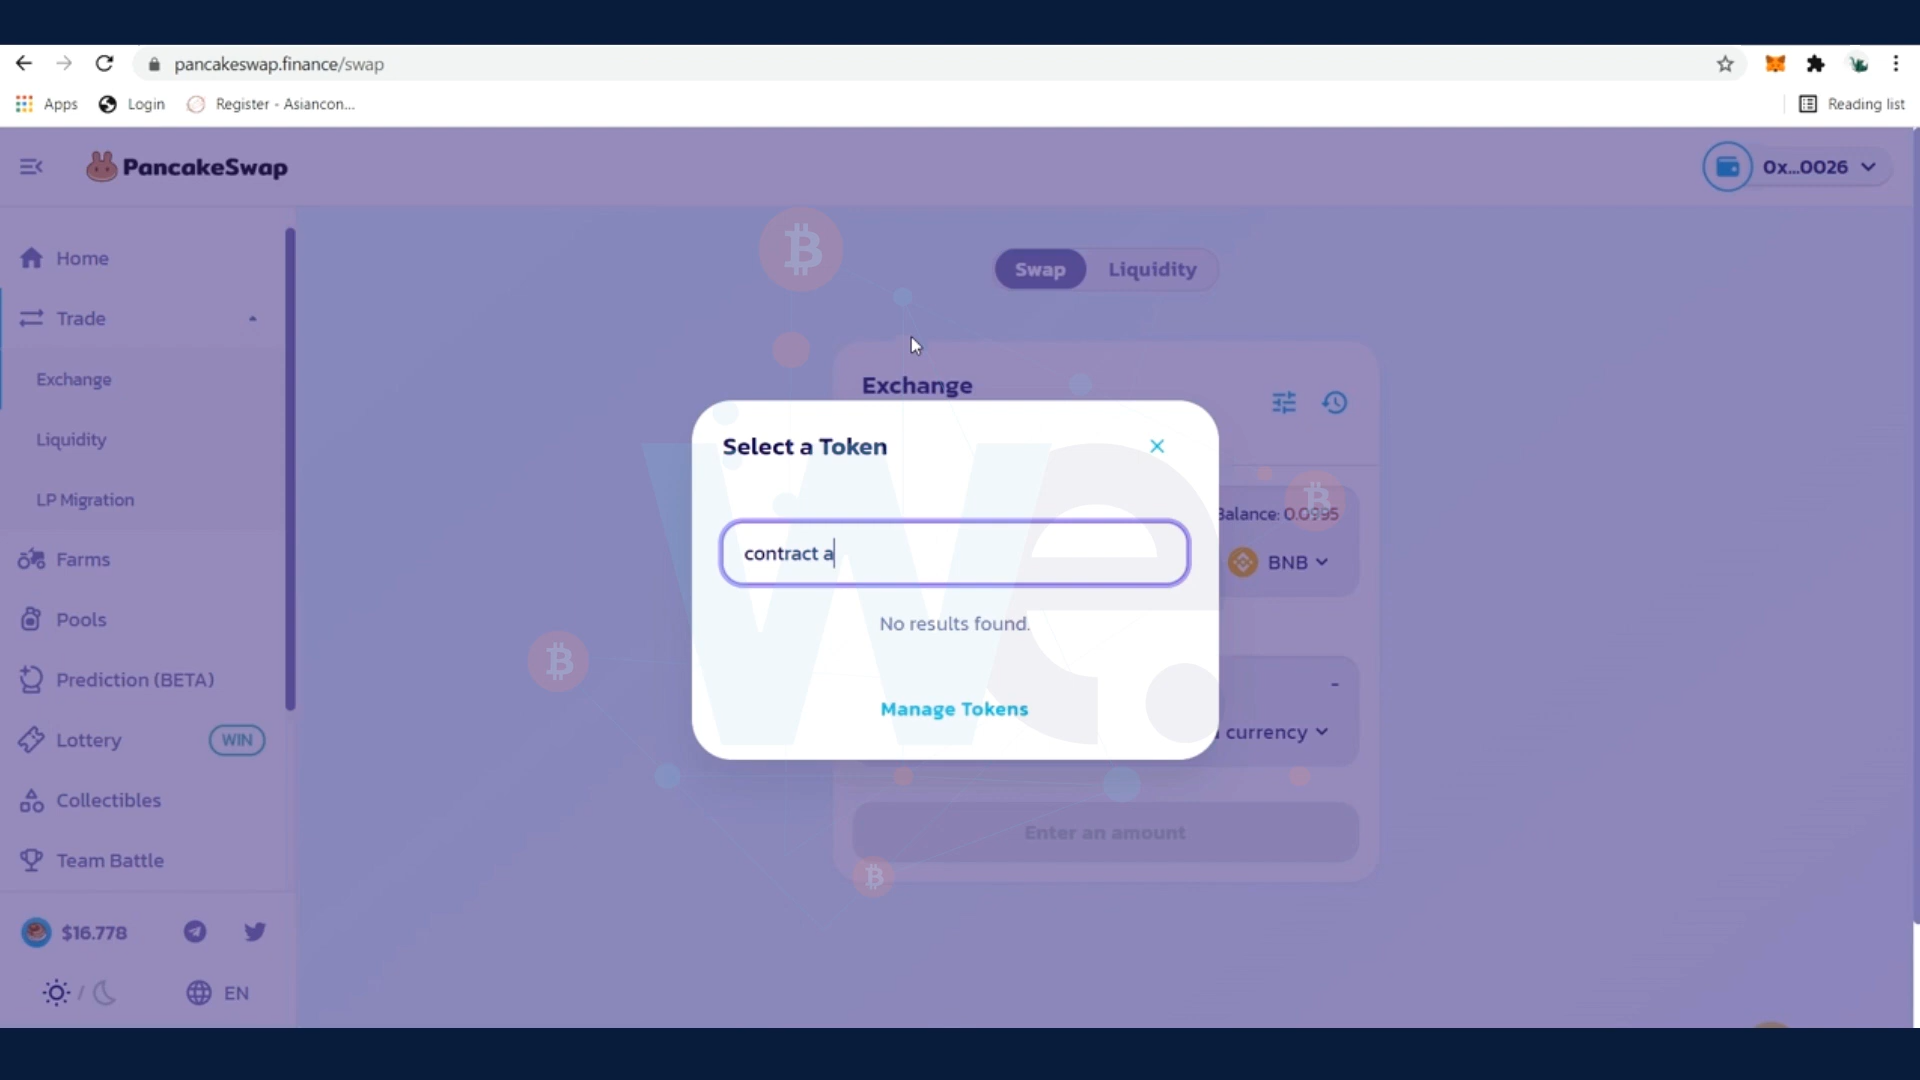 pancakeswap.finance/swap
Apps
Login
Register - Asiancon...
Reading list
PancakeSwap
0x...0026
Home
Trade
Exchange
Liquidity
LP Migration
Farms
Pools
Prediction (BETA)
Lottery
WIN
Collectibles
Team Battle
$16.778
/
EN
Swap
Liquidity
Exchange
Select a Token
contract a
No results found.
Manage Tokens
Balance: 0.0995
BNB
-
currency
Enter an amount
We.